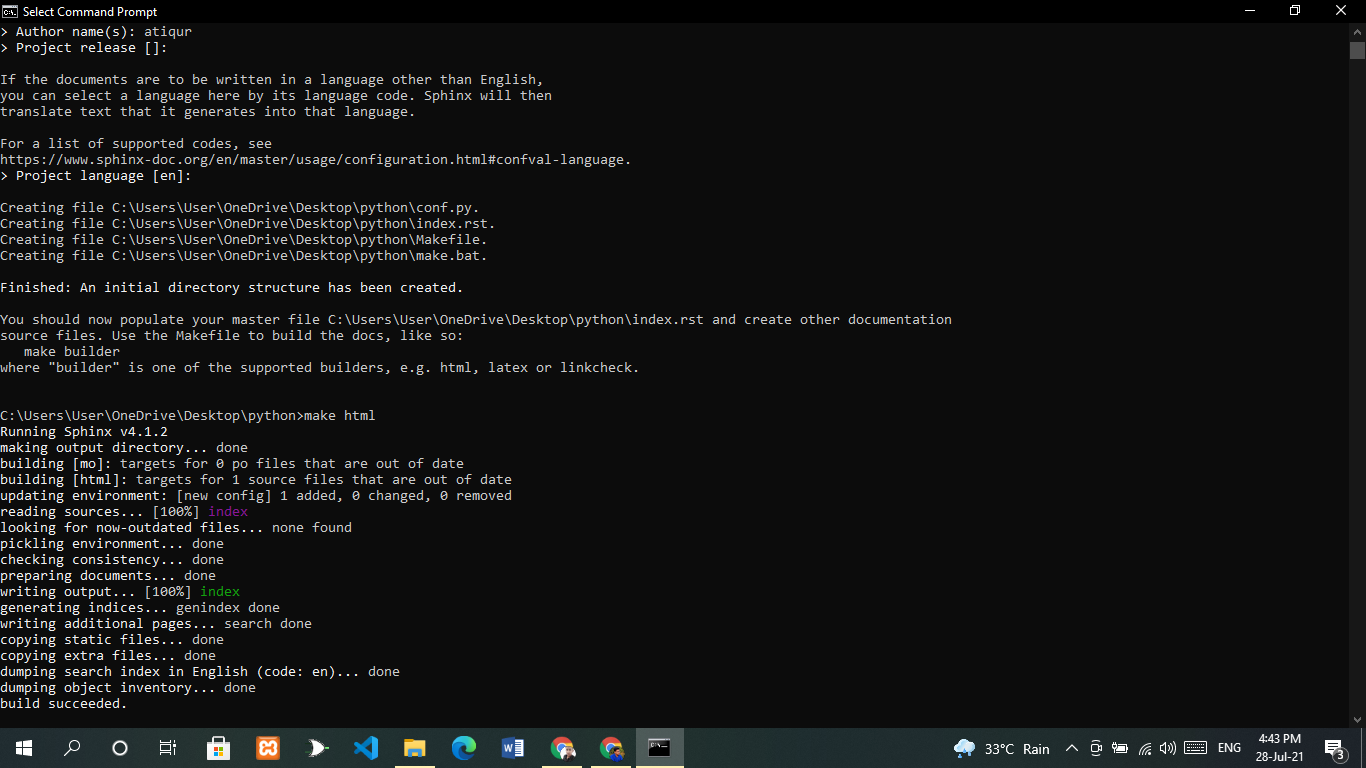 Select Command Prompt
> Author name(s): atiqur
> Project release []:
If the documents are to be written in a language other than English,
you can select a language here by its language code. Sphinx will then
translate text that it generates into that language.
For a list of supported codes, see
https://www.sphinx-doc.org/en/master/usage/configuration.html#confval-language.
> Project language [en]:
Creating file C:\Users\User\OneDrive\Desktop\python\conf.py.
Creating file C:\Users\User\OneDrive\Desktop\python\index.rst.
Creating file C:\Users\User\OneDrive\Desktop\python\Makefile.
Creating file C:\Users\User\OneDrive\Desktop\python\make.bat.
Finished: An initial directory structure has been created.
You should now populate your master file C:\Users\User\OneDrive\Desktop\python\index.rst and create other documentation
source files. Use the Makefile to build the docs, like so:
   make builder
where "builder" is one of the supported builders, e.g. html, latex or linkcheck.
C:\Users\User\OneDrive\Desktop\python>make html
Running Sphinx v4.1.2
making output directory... done
building [mo]: targets for 0 po files that are out of date
building [html]: targets for 1 source files that are out of date
updating environment: [new config] 1 added, 0 changed, 0 removed
reading sources... [100%] index
looking for now-outdated files... none found
pickling environment... done
checking consistency... done
preparing documents... done
writing output... [100%] index
generating indices... genindex done
writing additional pages... search done
copying static files... done
copying extra files... done
dumping search index in English (code: en)... done
dumping object inventory... done
build succeeded.
33°C Rain
ENG
4:43 PM
28-Jul-21
3